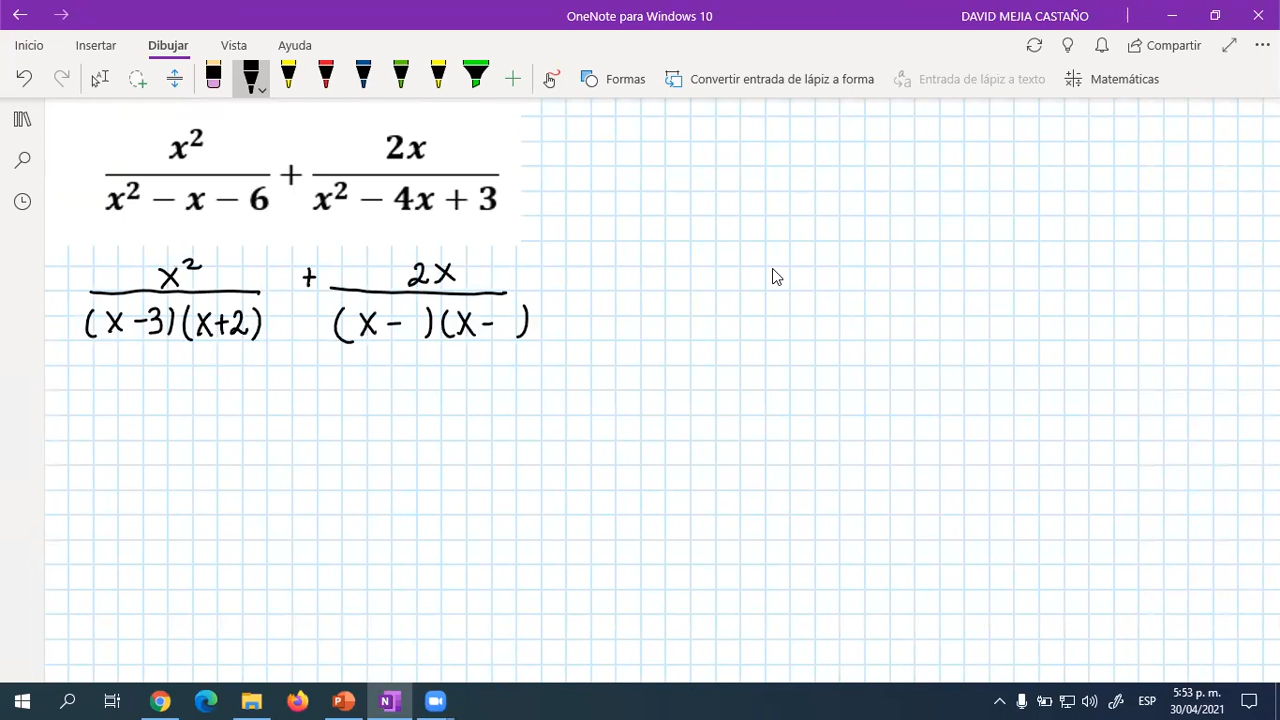 OneNote para Windows 10
DAVID MEJIA CASTAÑO
Inicio Insertar Dibujar Vista Ayuda
Compartir
Formas Convertir entrada de lápiz a forma Entrada de lápiz a texto Matemáticas
x² / (x² − x − 6) + 2x / (x² − 4x + 3)
x² / (x -3)(x+2) + 2x / (x - )(x - )
ESP
5:53 p. m.
30/04/2021